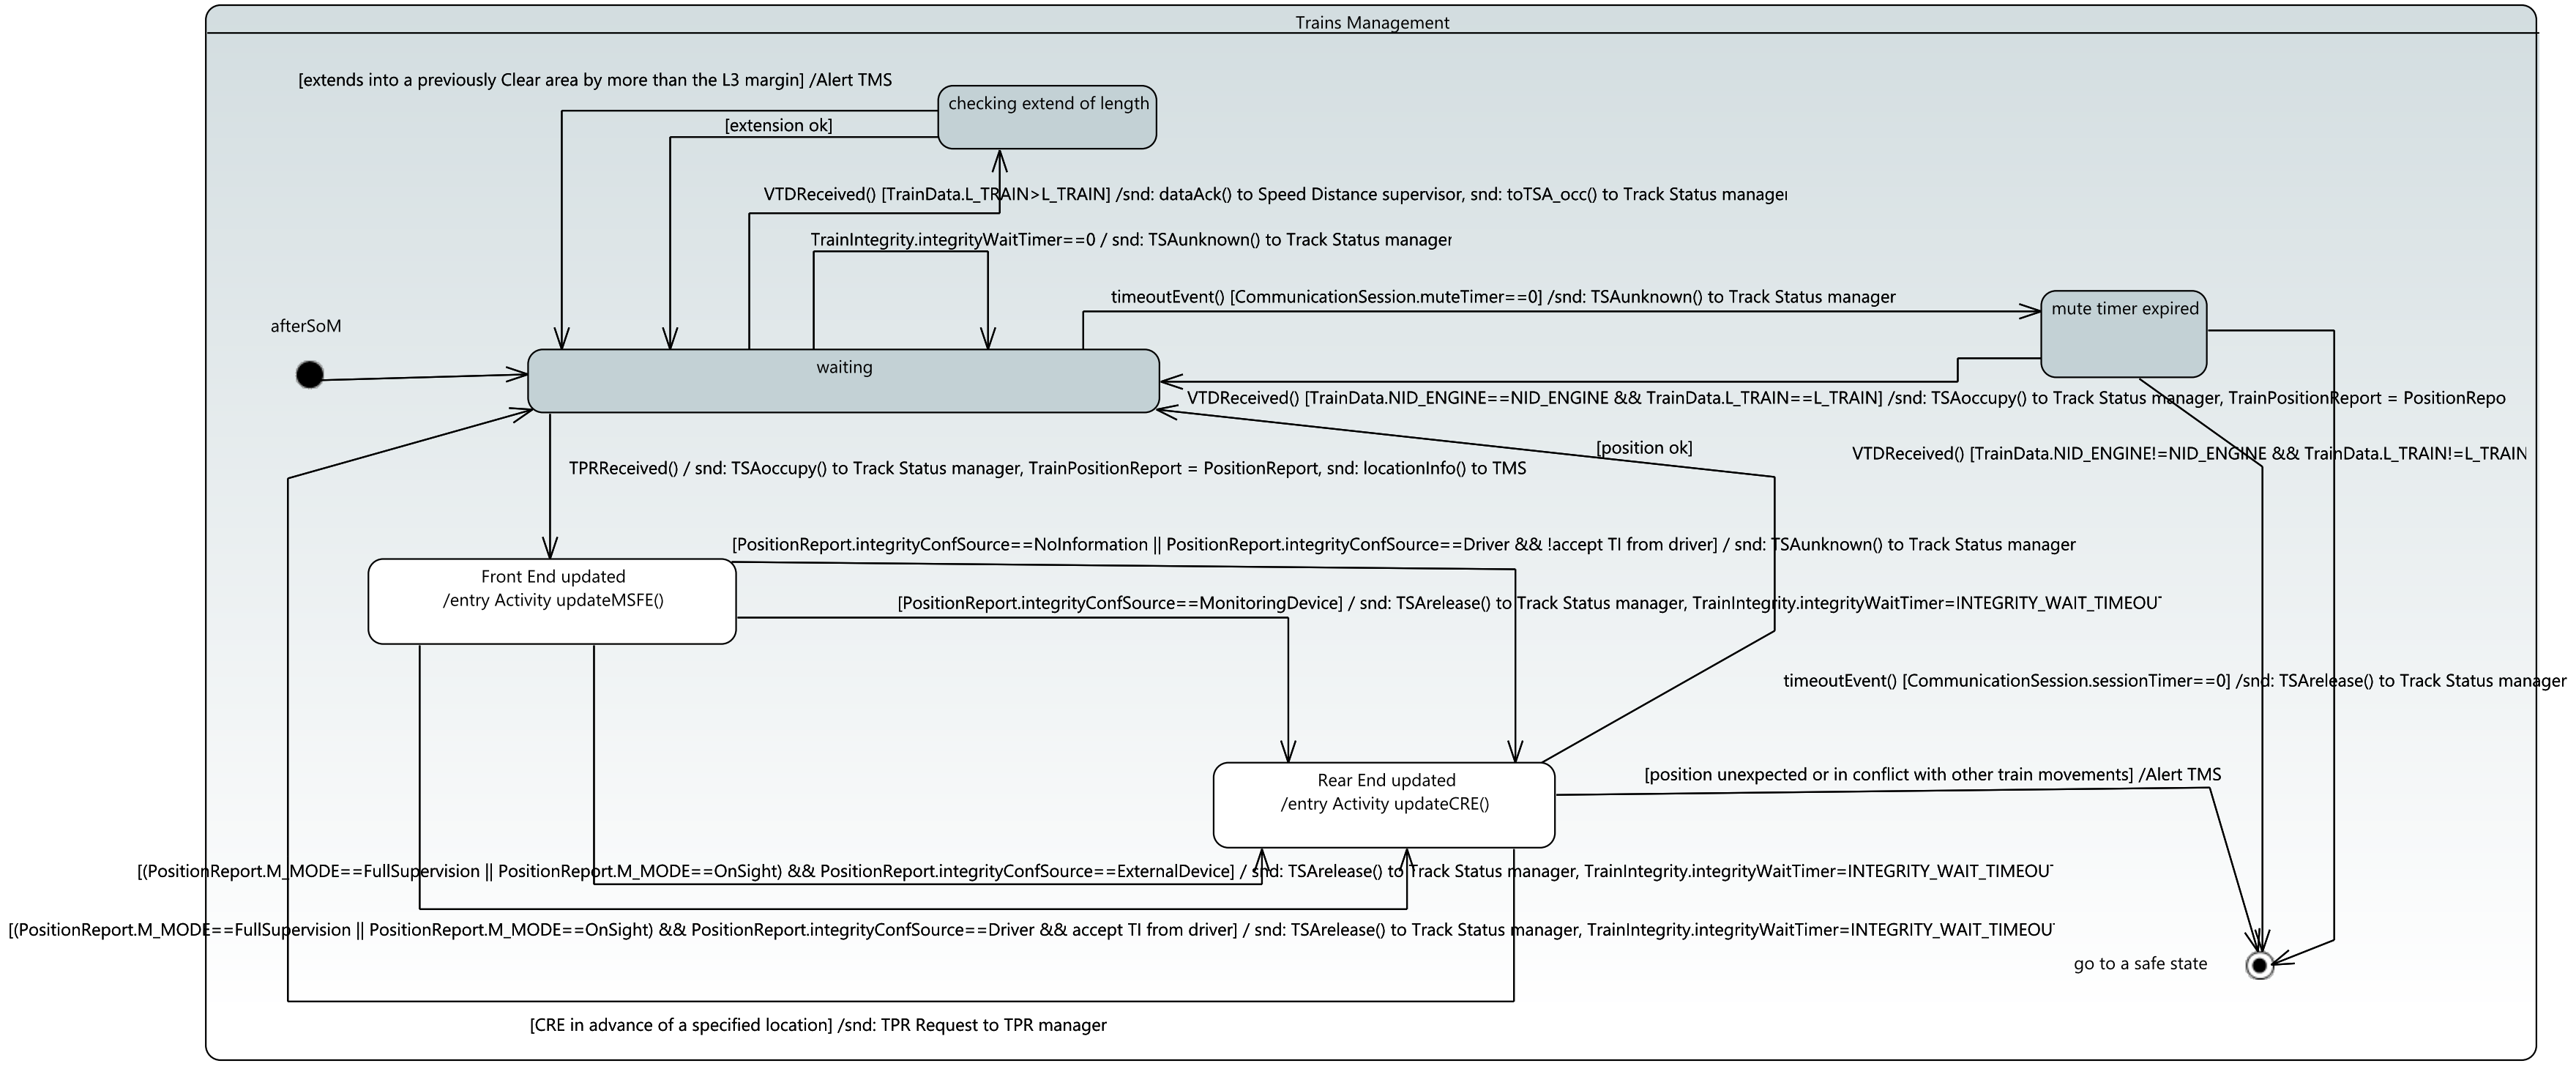 Trains Management
[extends into a previously Clear area by more than the L3 margin] /Alert TMS
checking extend of length
[extension ok]
VTDReceived() [TrainData.L_TRAIN>L_TRAIN] /snd: dataAck() to Speed Distance supervisor, snd: toTSA_occ() to Track Status manager
TrainIntegrity.integrityWaitTimer==0 / snd: TSAunknown() to Track Status manager
timeoutEvent() [CommunicationSession.muteTimer==0] /snd: TSAunknown() to Track Status manager
mute timer expired
afterSoM
waiting
VTDReceived() [TrainData.NID_ENGINE==NID_ENGINE && TrainData.L_TRAIN==L_TRAIN] /snd: TSAoccupy() to Track Status manager, TrainPositionReport = PositionRepo
[position ok]
VTDReceived() [TrainData.NID_ENGINE!=NID_ENGINE && TrainData.L_TRAIN!=L_TRAIN
TPRReceived() / snd: TSAoccupy() to Track Status manager, TrainPositionReport = PositionReport, snd: locationInfo() to TMS
[PositionReport.integrityConfSource==NoInformation || PositionReport.integrityConfSource==Driver && !accept TI from driver] / snd: TSAunknown() to Track Status manager
Front End updated
/entry Activity updateMSFE()
[PositionReport.integrityConfSource==MonitoringDevice] / snd: TSArelease() to Track Status manager, TrainIntegrity.integrityWaitTimer=INTEGRITY_WAIT_TIMEOU
timeoutEvent() [CommunicationSession.sessionTimer==0] /snd: TSArelease() to Track Status manager
Rear End updated
/entry Activity updateCRE()
[position unexpected or in conflict with other train movements] /Alert TMS
[(PositionReport.M_MODE==FullSupervision || PositionReport.M_MODE==OnSight) && PositionReport.integrityConfSource==ExternalDevice] / snd: TSArelease() to Track Status manager, TrainIntegrity.integrityWaitTimer=INTEGRITY_WAIT_TIMEOU
[(PositionReport.M_MODE==FullSupervision || PositionReport.M_MODE==OnSight) && PositionReport.integrityConfSource==Driver && accept TI from driver] / snd: TSArelease() to Track Status manager, TrainIntegrity.integrityWaitTimer=INTEGRITY_WAIT_TIMEOU
go to a safe state
[CRE in advance of a specified location] /snd: TPR Request to TPR manager